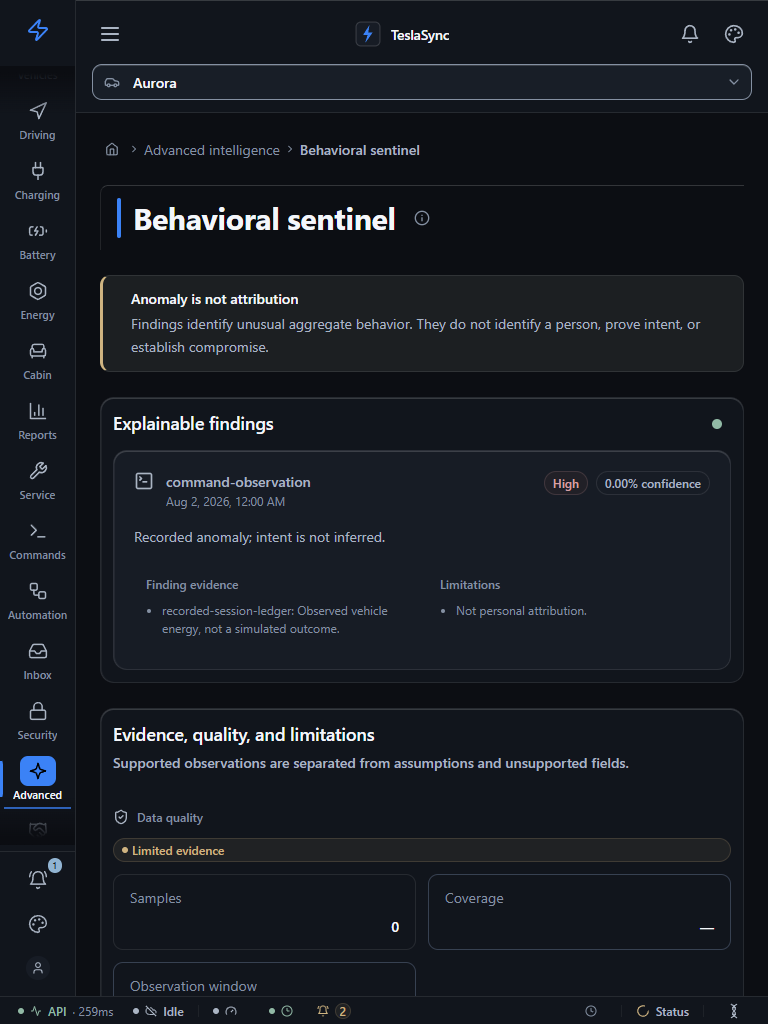 TeslaSync
Aurora
Driving
Charging
Battery
Energy
Cabin
Reports
Service
Commands
Automation
Inbox
Security
Advanced
1
Advanced intelligence
Behavioral sentinel
Behavioral sentinel
Anomaly is not attribution
Findings identify unusual aggregate behavior. They do not identify a person, prove intent, or
establish compromise.
Explainable findings
command-observation
High
0.00% confidence
Aug 2, 2026, 12:00 AM
Recorded anomaly; intent is not inferred.
Finding evidence
• recorded-session-ledger: Observed vehicle
energy, not a simulated outcome.
Limitations
• Not personal attribution.
Evidence, quality, and limitations
Supported observations are separated from assumptions and unsupported fields.
Data quality
Limited evidence
Samples
0
Coverage
—
Observation window
API · 259ms
Idle
2
Status